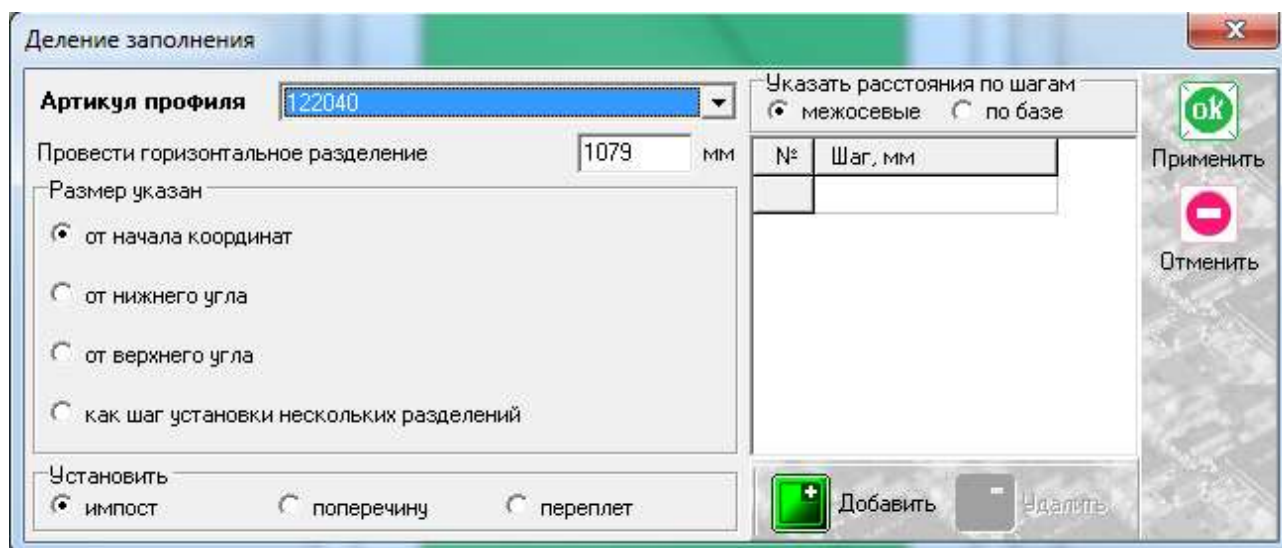 Деление заполнения
Артикул профиля 122040
Провести горизонтальное разделение 1079 мм
Размер указан
от начала координат
от нижнего угла
от верхнего угла
как шаг установки нескольких разделений
Установить
импост поперечину переплет
Указать расстояния по шагам
межосевые по базе
№ Шаг, мм
Добавить Удалить
ok
Применить
Отменить